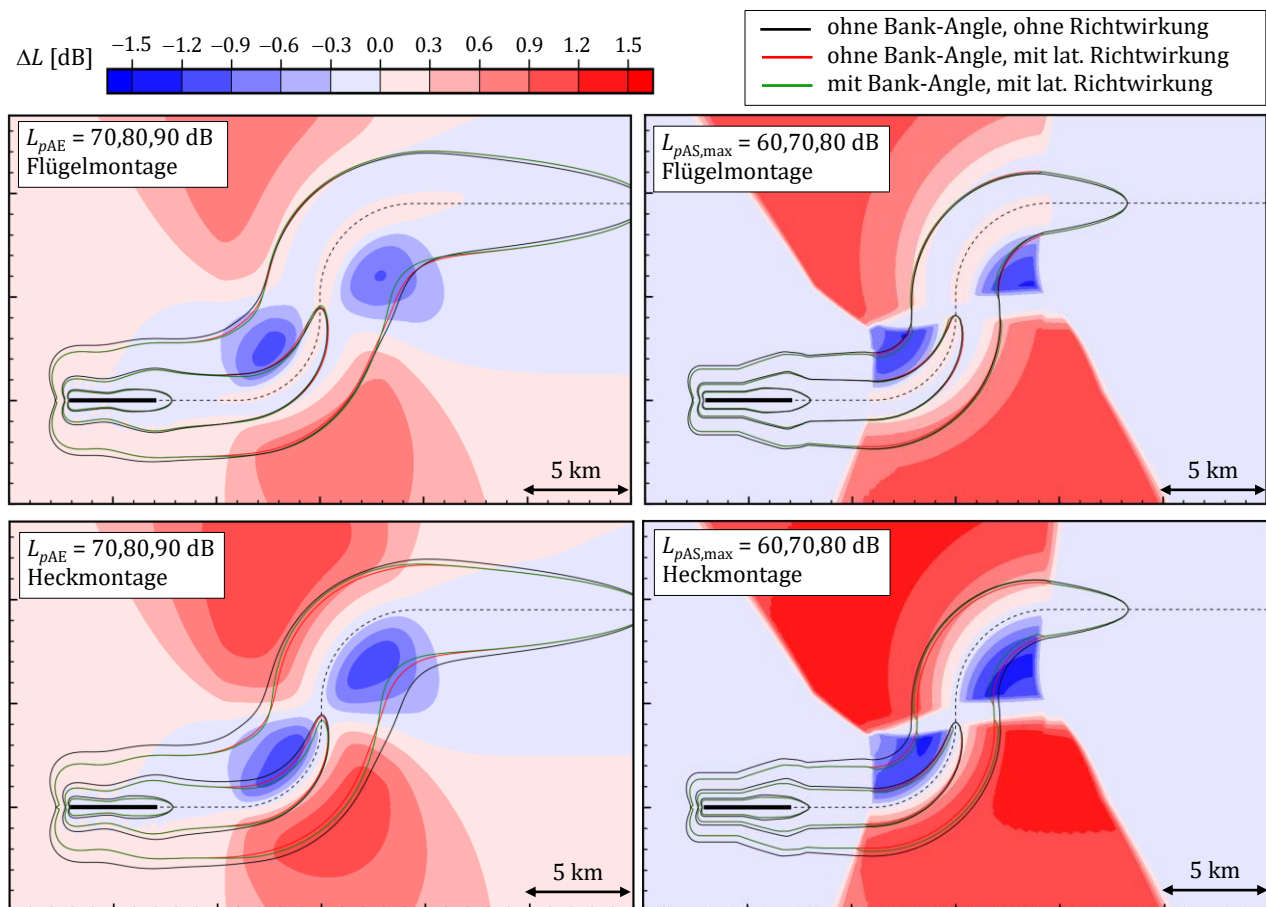 −1.5 −1.2 −0.9 −0.6 −0.3 0.0 0.3 0.6 0.9 1.2 1.5
ΔL [dB]
ohne Bank-Angle, ohne Richtwirkung
ohne Bank-Angle, mit lat. Richtwirkung
mit Bank-Angle, mit lat. Richtwirkung
LpAE = 70,80,90 dB
Flügelmontage
5 km
LpAS,max = 60,70,80 dB
Flügelmontage
5 km
LpAE = 70,80,90 dB
Heckmontage
5 km
LpAS,max = 60,70,80 dB
Heckmontage
5 km